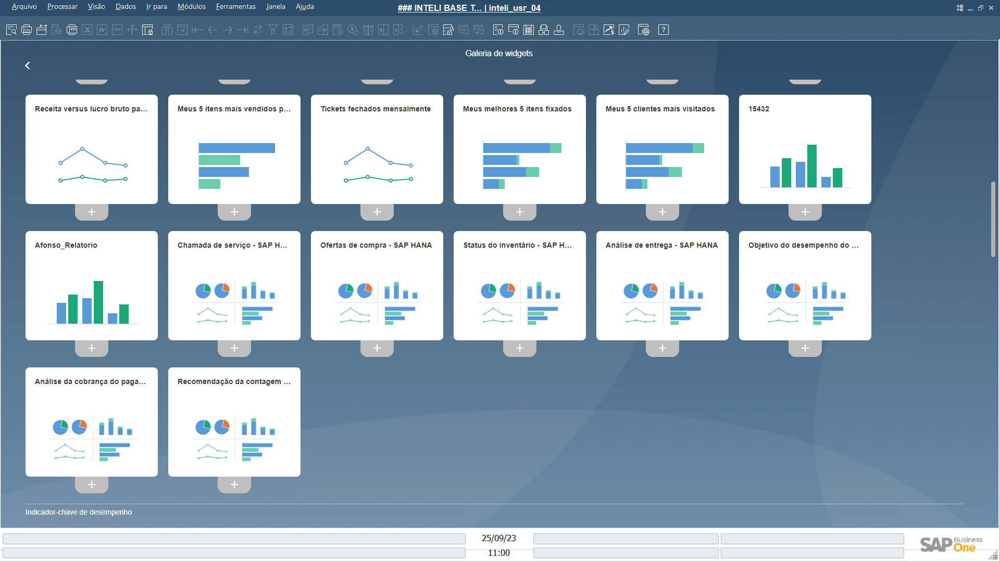 Arquivo Processar Visão Dados Ir para Módulos Ferramentas Janela Ajuda
### INTELI BASE T... | inteli_usr_04
Galeria de widgets
Receita versus lucro bruto pa...
Meus 5 itens mais vendidos p...
Tickets fechados mensalmente
Meus melhores 5 itens fixados
Meus 5 clientes mais visitados
15432
Afonso_Relatorio
Chamada de serviço - SAP H...
Ofertas de compra - SAP HANA
Status do inventário - SAP H...
Análise de entrega - SAP HANA
Objetivo do desempenho do ...
Análise da cobrança do paga...
Recomendação da contagem ...
Indicador-chave de desempenho
25/09/23
11:00
SAP Business One